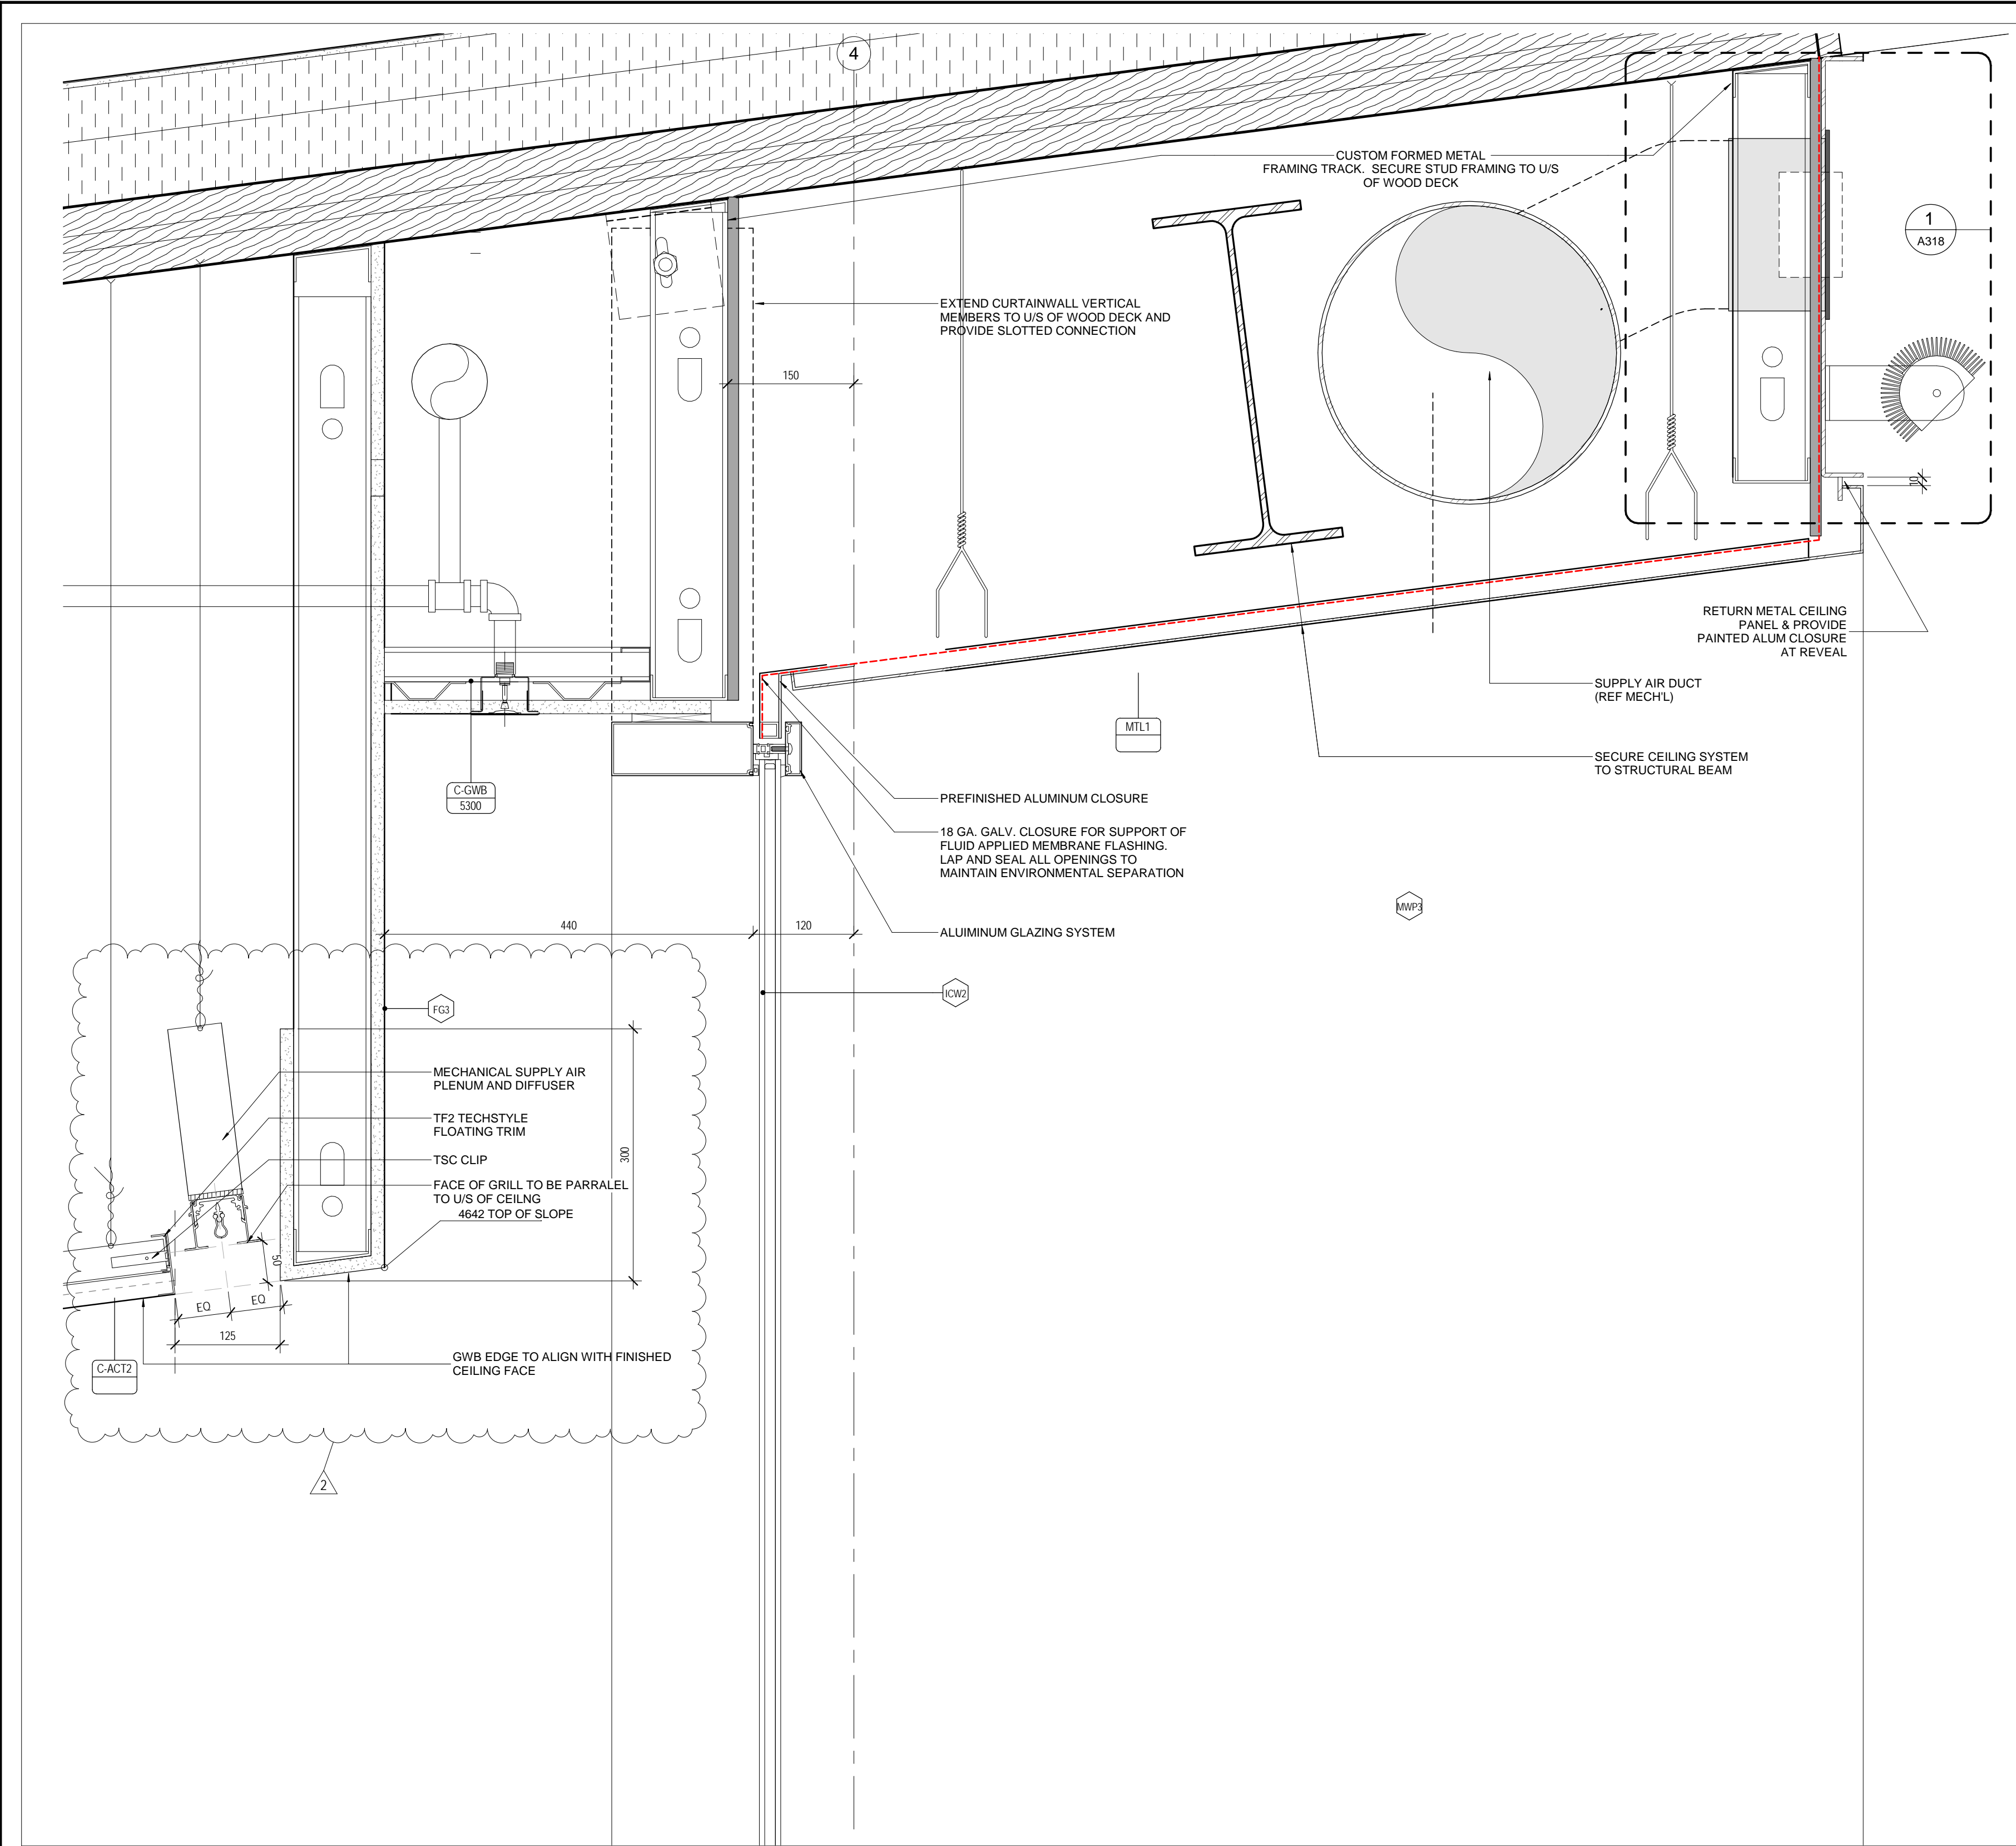 4
CUSTOM FORMED METAL
FRAMING TRACK. SECURE STUD FRAMING TO U/S
OF WOOD DECK
1
A318
EXTEND CURTAINWALL VERTICAL
MEMBERS TO U/S OF WOOD DECK AND
PROVIDE SLOTTED CONNECTION
150
10
RETURN METAL CEILING
PANEL & PROVIDE
PAINTED ALUM CLOSURE
AT REVEAL
SUPPLY AIR DUCT
(REF MECH'L)
MTL1
SECURE CEILING SYSTEM
TO STRUCTURAL BEAM
C-GWB
5300
PREFINISHED ALUMINUM CLOSURE
18 GA. GALV. CLOSURE FOR SUPPORT OF
FLUID APPLIED MEMBRANE FLASHING.
LAP AND SEAL ALL OPENINGS TO
MAINTAIN ENVIRONMENTAL SEPARATION
MWP3
440
120
ALUIMINUM GLAZING SYSTEM
ICW2
FG3
MECHANICAL SUPPLY AIR
PLENUM AND DIFFUSER
TF2 TECHSTYLE
FLOATING TRIM
TSC CLIP
300
FACE OF GRILL TO BE PARRALEL
TO U/S OF CEILNG
4642 TOP OF SLOPE
50
EQ
EQ
125
C-ACT2
GWB EDGE TO ALIGN WITH FINISHED
CEILING FACE
2